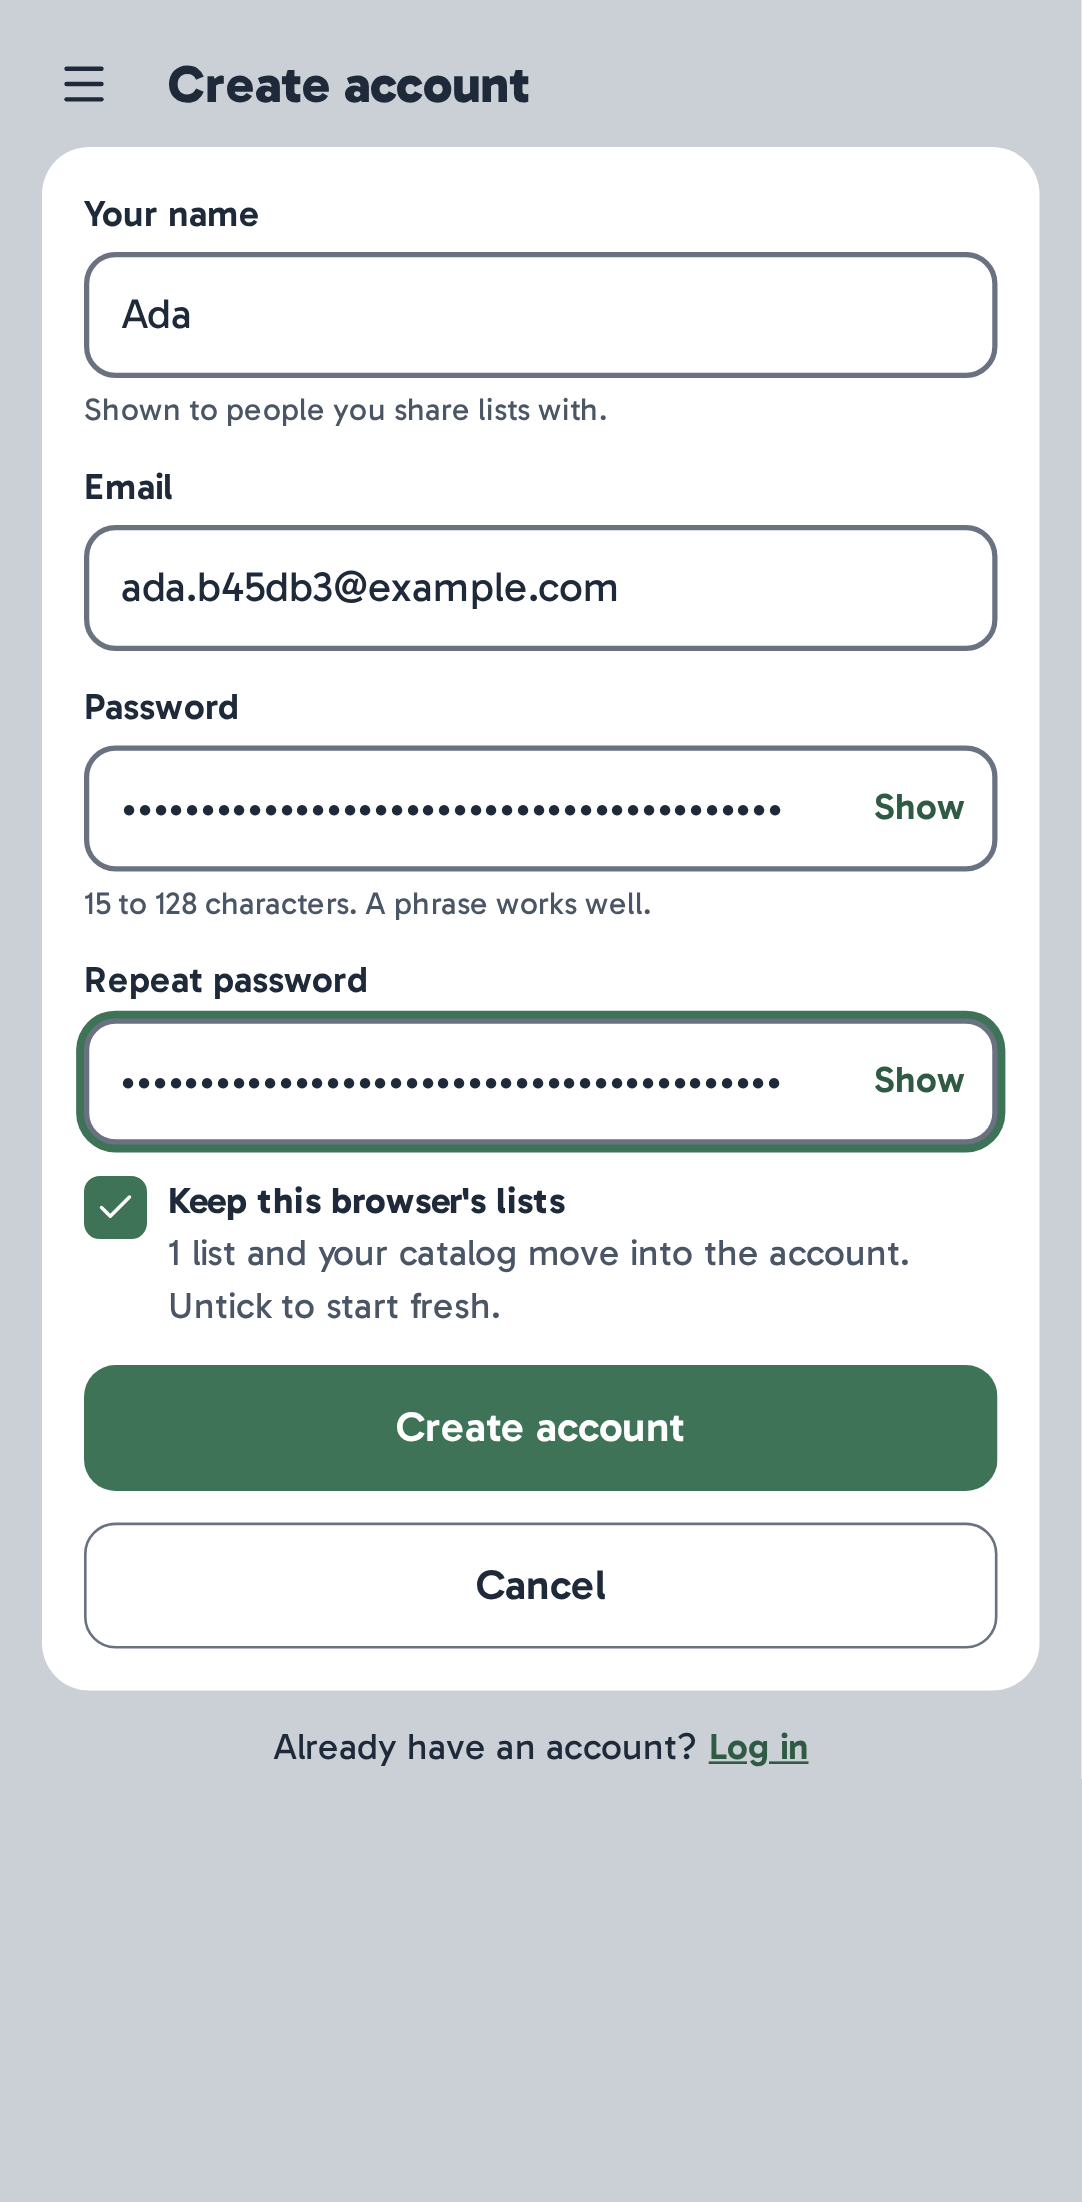 Create account
Your name
Ada
Shown to people you share lists with.
Email
ada.b45db3@example.com
Password
•••••••••••••••••••••••••••••••••••••••••• Show
15 to 128 characters. A phrase works well.
Repeat password
•••••••••••••••••••••••••••••••••••••••••• Show
Keep this browser's lists
1 list and your catalog move into the account.
Untick to start fresh.
Create account
Cancel
Already have an account? Log in